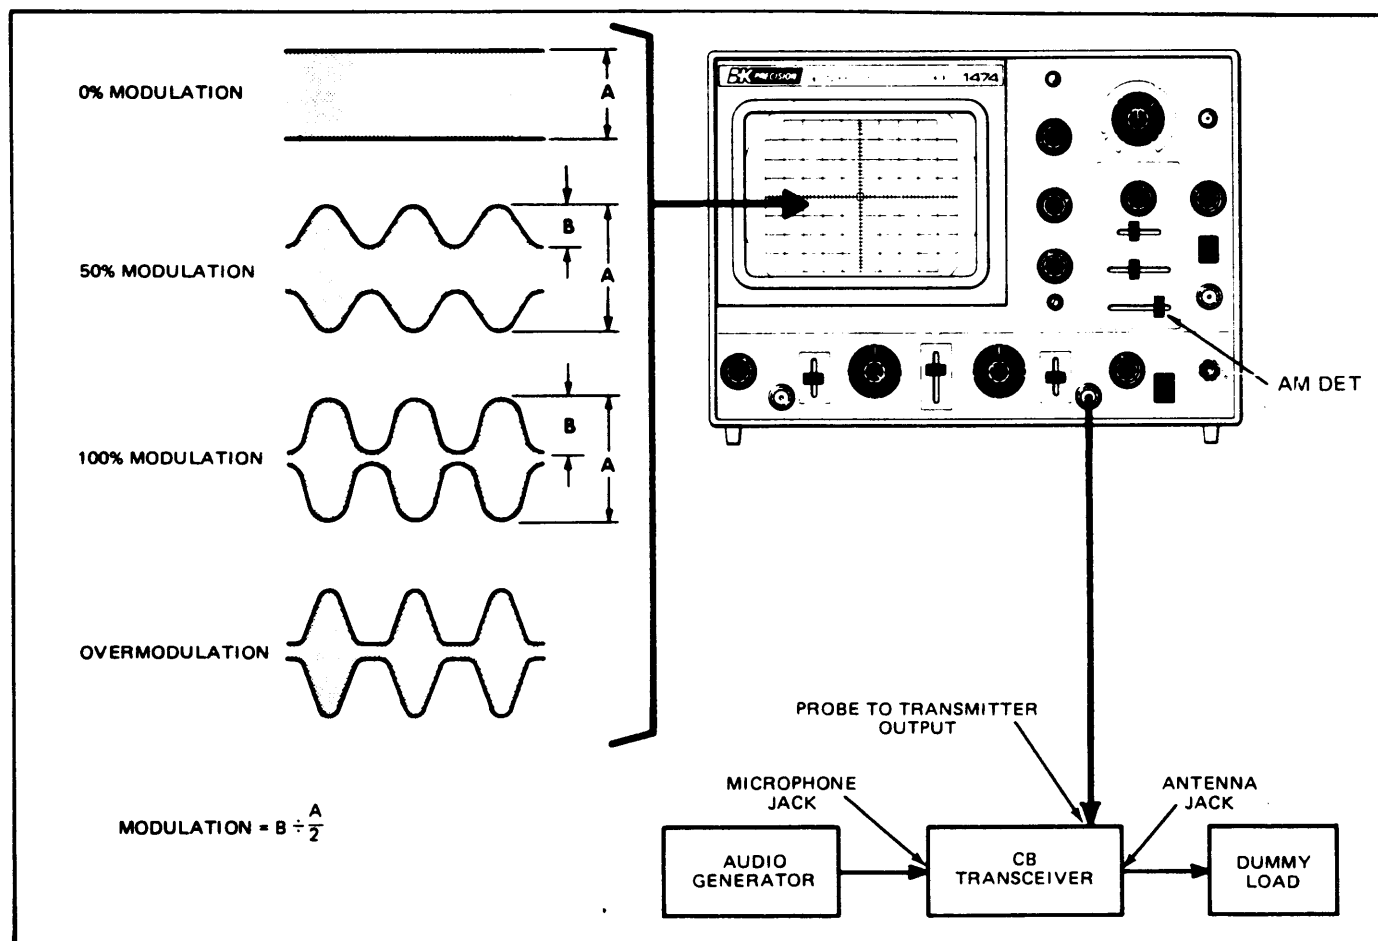 0% MODULATION
A
50% MODULATION
B
A
100% MODULATION
B
A
OVERMODULATION
MODULATION = B ÷ A/2
BK PRECISION
1474
AM DET
PROBE TO TRANSMITTER
OUTPUT
MICROPHONE
JACK
ANTENNA
JACK
AUDIO
GENERATOR
CB
TRANSCEIVER
DUMMY
LOAD